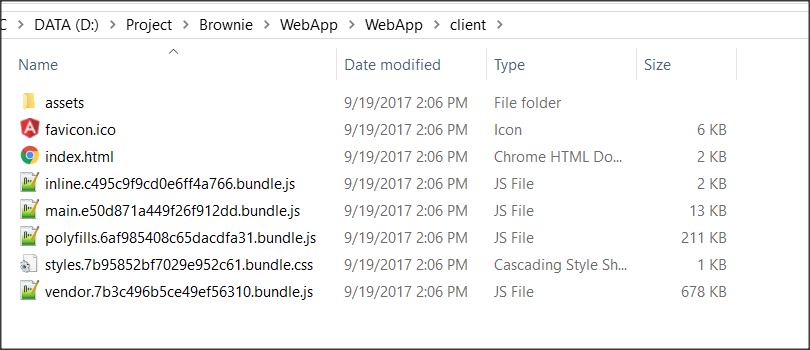 C > DATA (D:) > Project > Brownie > WebApp > WebApp > client >
Name Date modified Type Size
assets 9/19/2017 2:06 PM File folder
favicon.ico 9/19/2017 2:06 PM Icon 6 KB
index.html 9/19/2017 2:06 PM Chrome HTML Do... 2 KB
inline.c495c9f9cd0e6ff4a766.bundle.js 9/19/2017 2:06 PM JS File 2 KB
main.e50d871a449f26f912dd.bundle.js 9/19/2017 2:06 PM JS File 13 KB
polyfills.6af985408c65dacdfa31.bundle.js 9/19/2017 2:06 PM JS File 211 KB
styles.7b95852bf7029e952c61.bundle.css 9/19/2017 2:06 PM Cascading Style Sh... 1 KB
vendor.7b3c496b5ce49ef56310.bundle.js 9/19/2017 2:06 PM JS File 678 KB